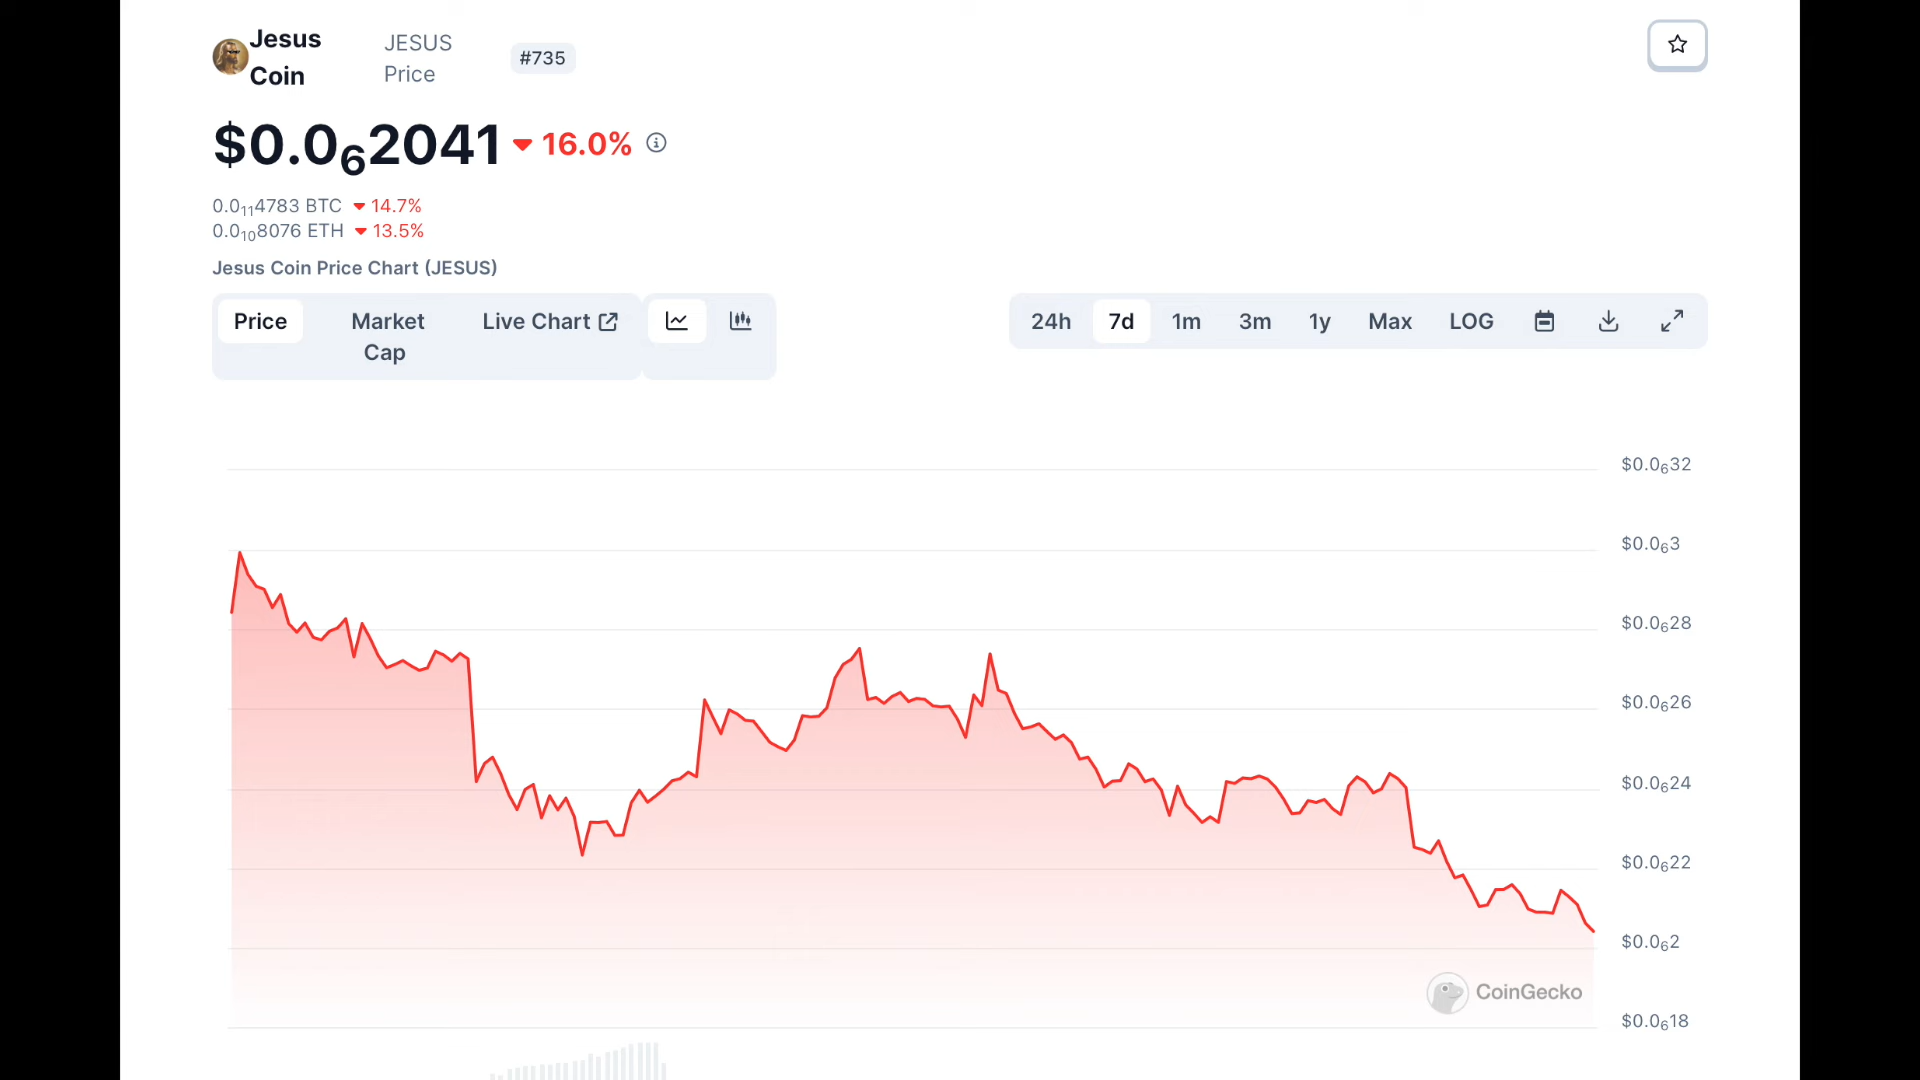 Jesus
Coin
JESUS
Price
#735
$0.0₆2041 16.0%
0.0₁₁4783 BTC 14.7%
0.0₁₀8076 ETH 13.5%
Jesus Coin Price Chart (JESUS)
Price
Market
Cap
Live Chart
24h 7d 1m 3m 1y Max LOG
$0.0₆32
$0.0₆3
$0.0₆28
$0.0₆26
$0.0₆24
$0.0₆22
$0.0₆2
CoinGecko
$0.0₆18